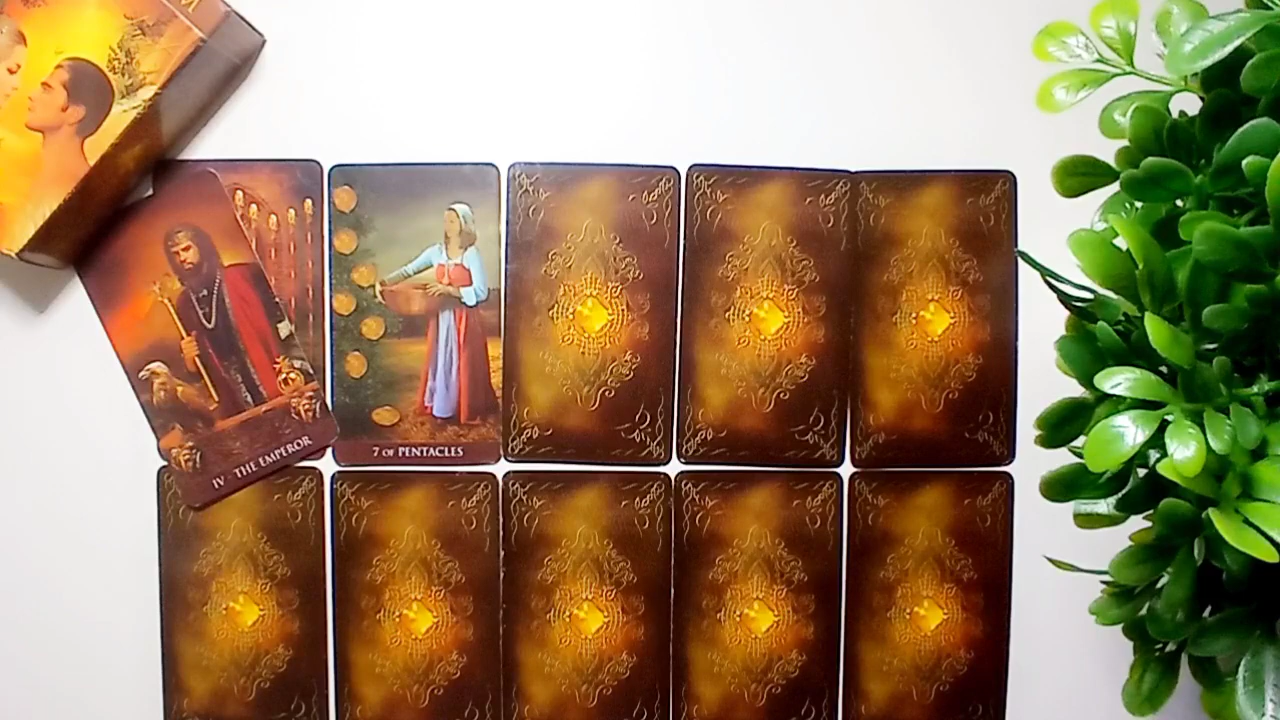 IV - THE EMPEROR
7 OF PENTACLES